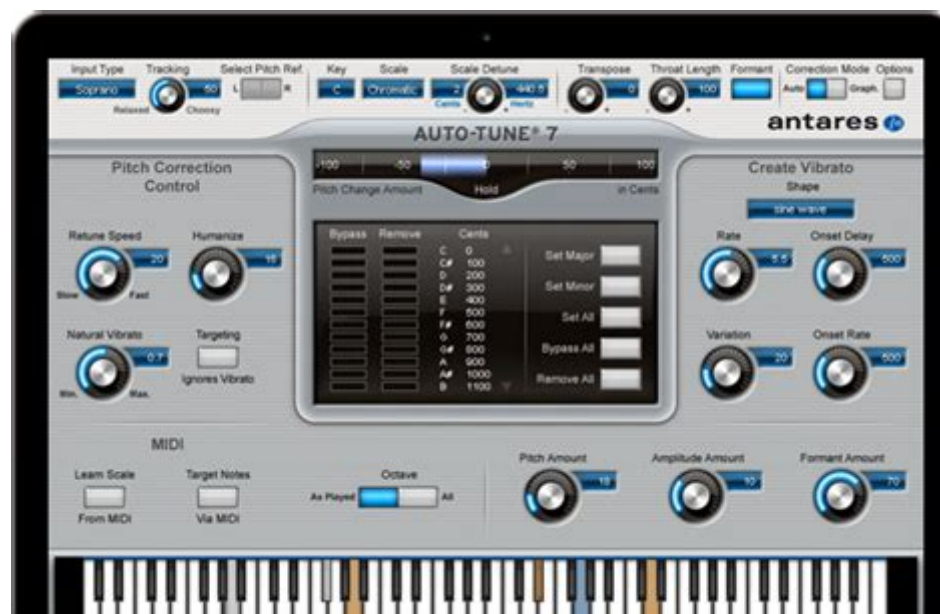 Input Type Tracking Select Pitch Ref. Key Scale Scale Detune Transpose Throat Length Formant Correction Mode Options
Soprano 50 L R C Chromatic 2 440.5 0 100 Auto Graph.
Relaxed Choosy Cents - + Hertz - + - +
antares
AUTO-TUNE® 7
Pitch Correction
Control
-100 -50 0 50 100
Pitch Change Amount Hold in Cents
Create Vibrato
Shape
sine wave
Retune Speed Humanize
20 18
Slow Fast
Natural Vibrato Targeting
0.7
Min. Max. Ignores Vibrato
Bypass Remove Cents
C 0
C# 100
D 200
D# 300
E 400
F 500
F# 600
G 700
G# 800
A 900
A# 1000
B 1100
Set Major
Set Minor
Set All
Bypass All
Remove All
Rate Onset Delay
5.5 500
Variation Onset Rate
20 500
MIDI
Learn Scale Target Notes
From MIDI Via MIDI
Octave
As Played All
Pitch Amount Amplitude Amount Formant Amount
18 10 70